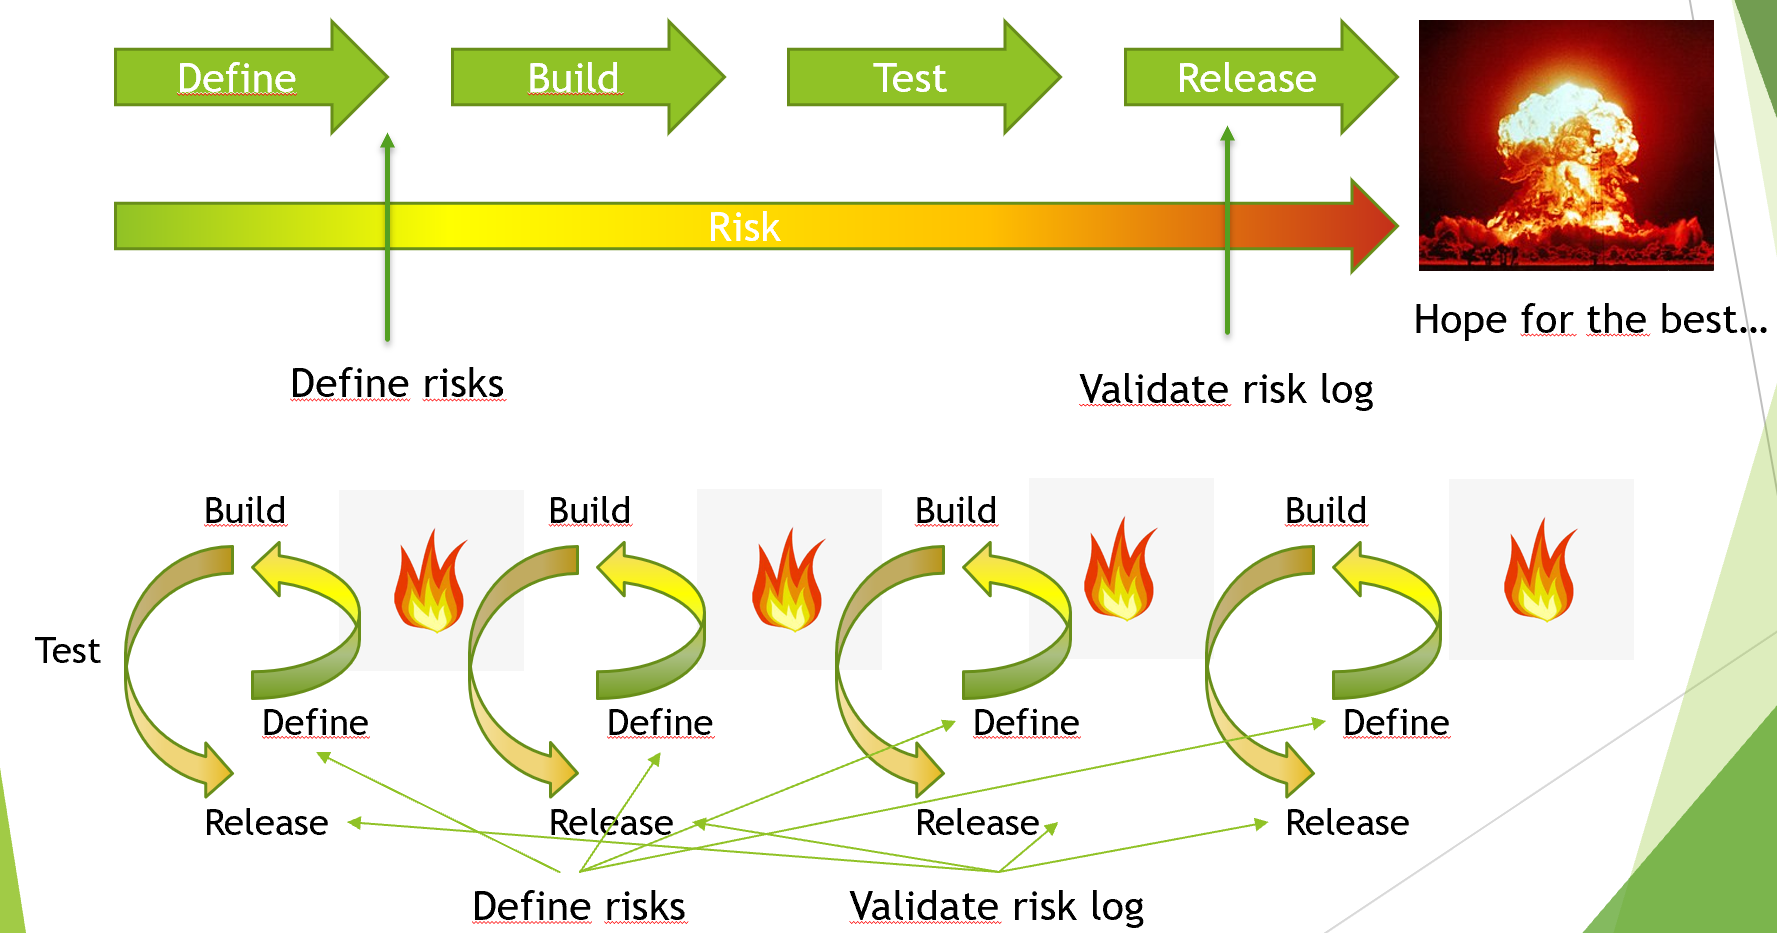 Define
Build
Test
Release
Risk
Hope for the best...
Define risks
Validate risk log
Build
Build
Build
Build
Test
Define
Define
Define
Define
Release
Release
Release
Release
Define risks
Validate risk log